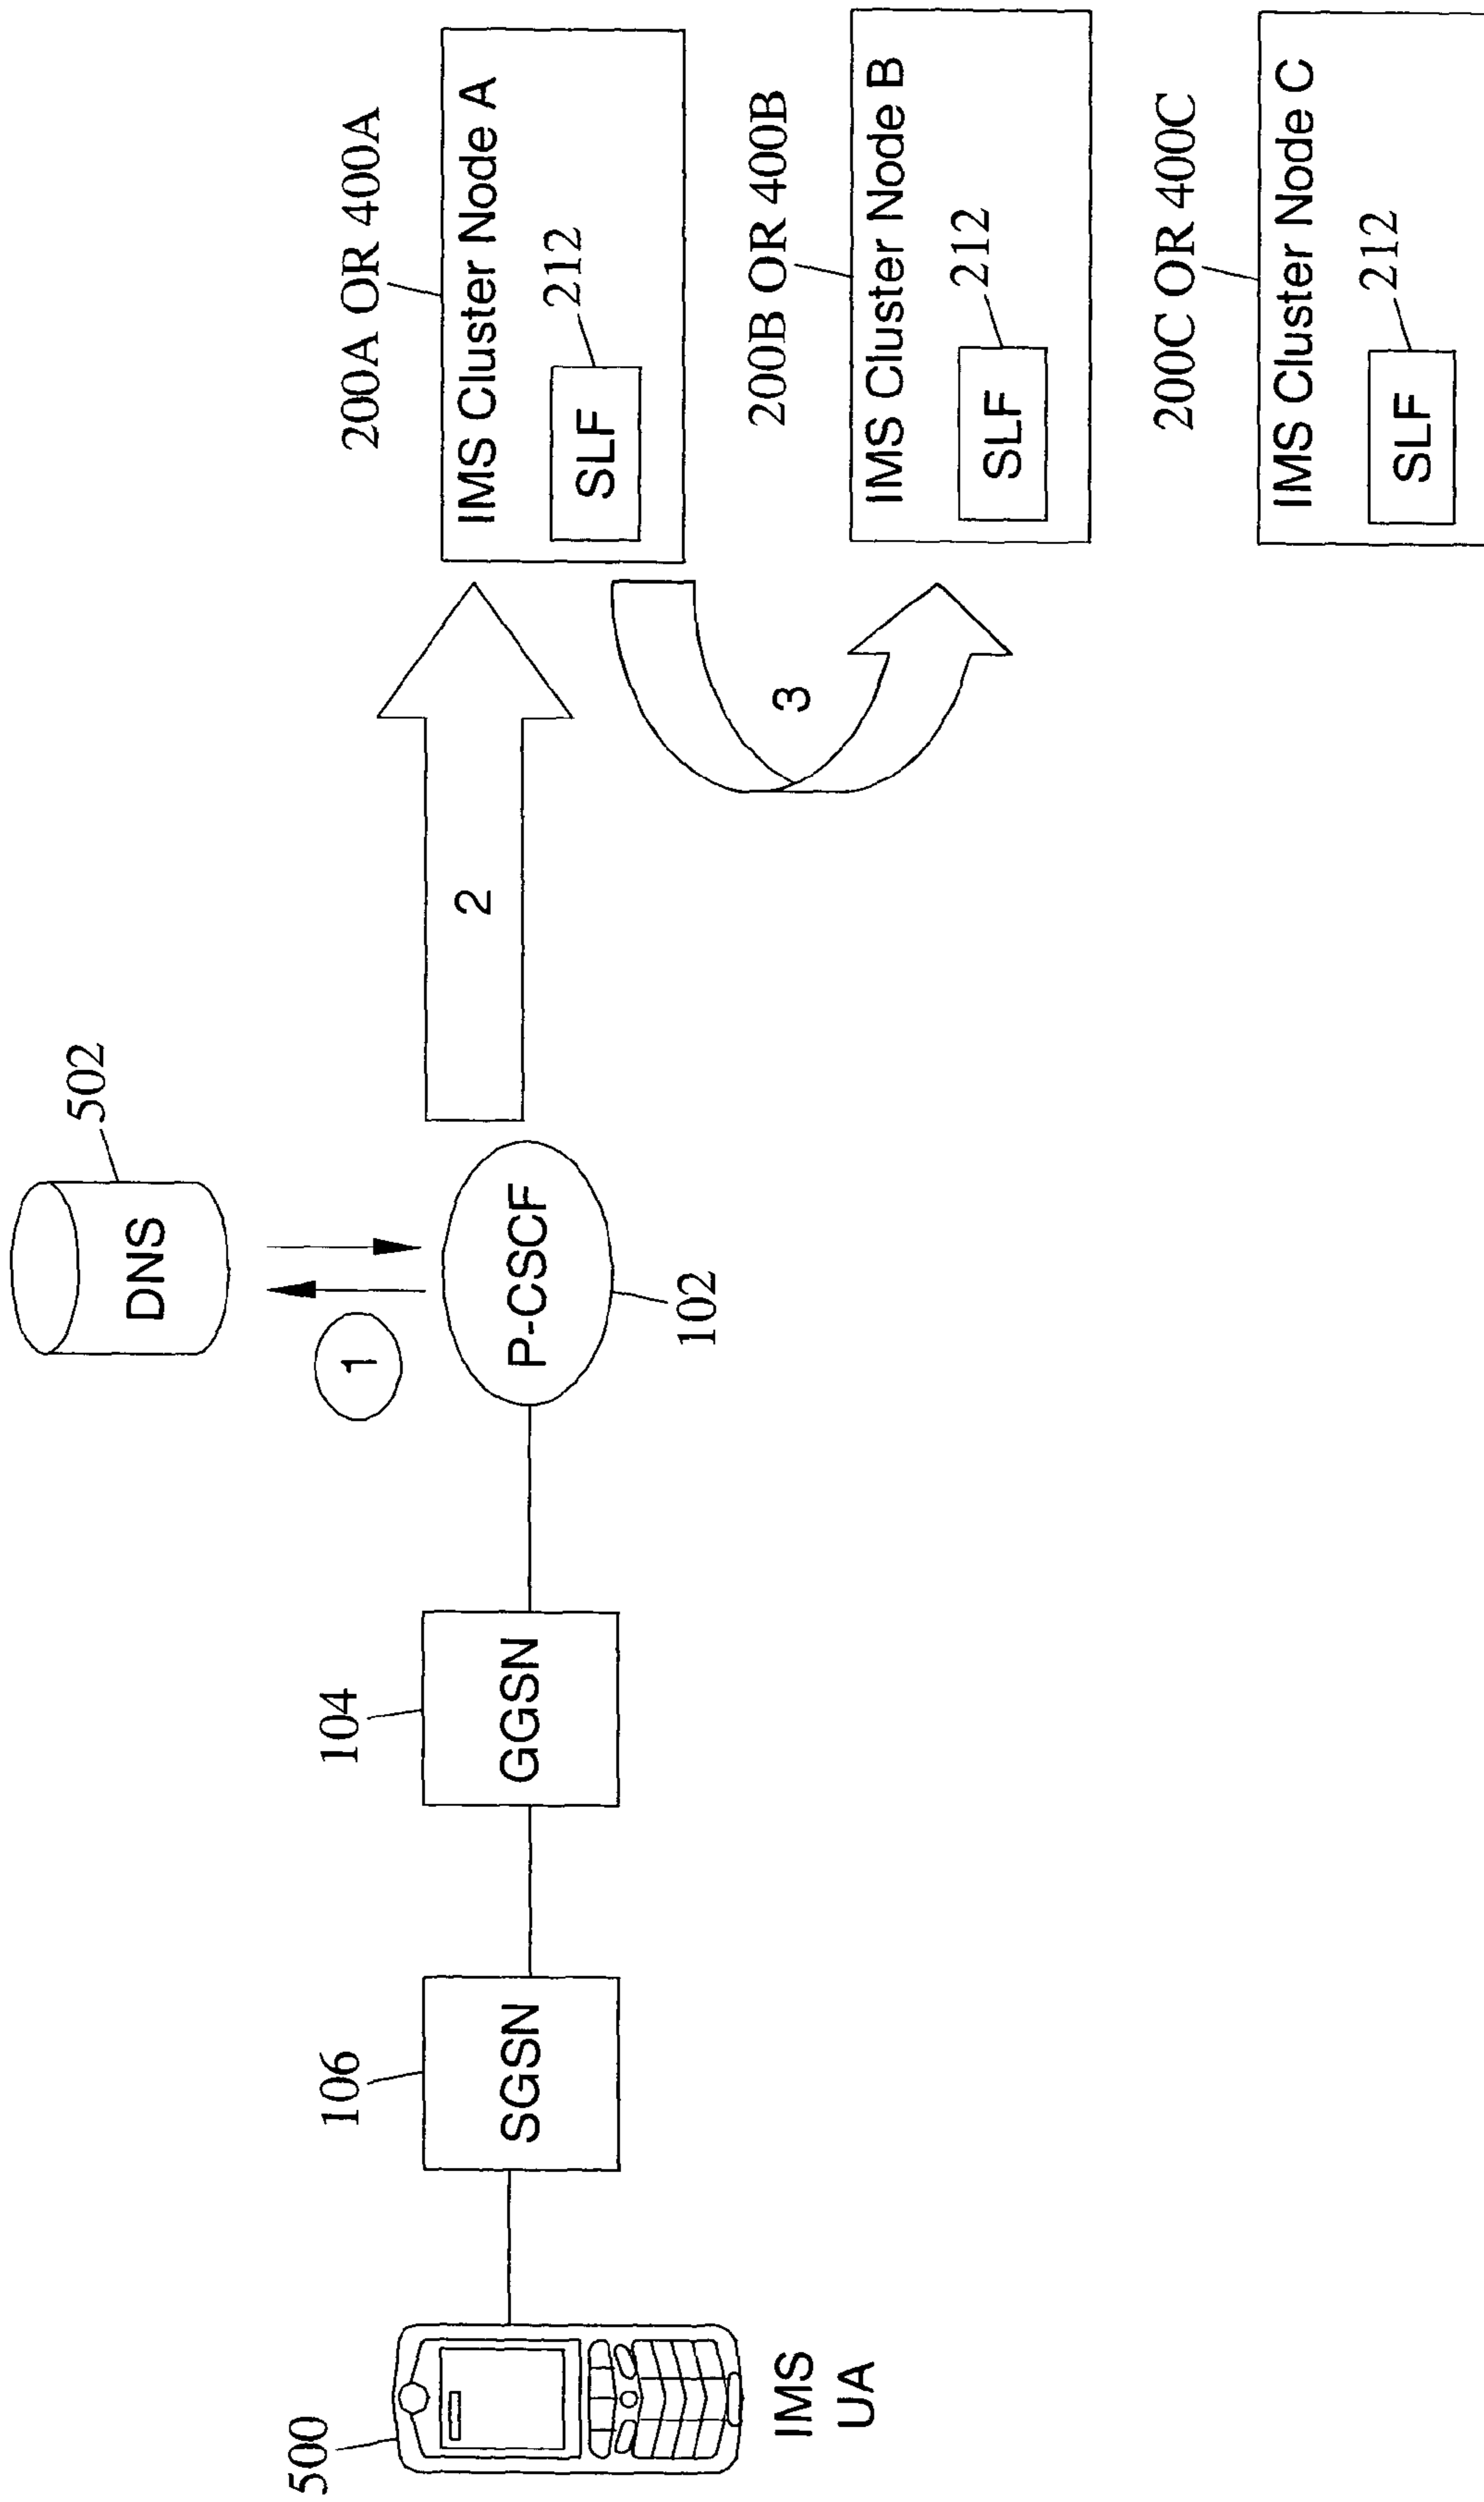 502
DNS
1
500
IMS
UA
106
SGSN
104
GGSN
P-CSCF
102
2
3
200A OR 400A
IMS Cluster Node A
212
SLF
200B OR 400B
IMS Cluster Node B
212
SLF
200C OR 400C
IMS Cluster Node C
212
SLF